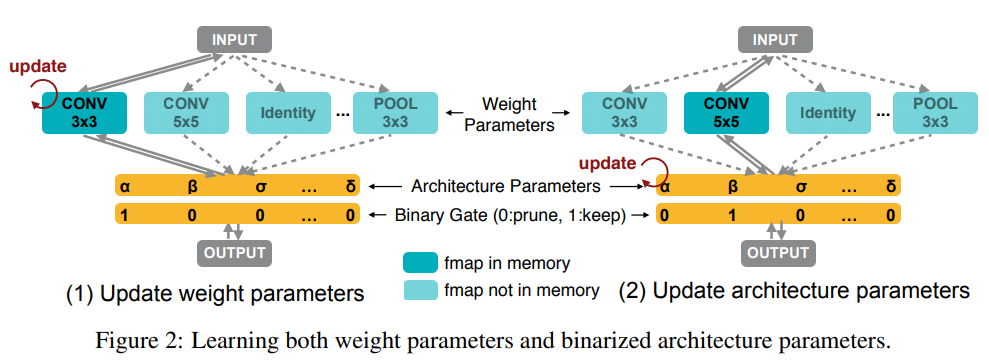 INPUT
update
CONV 3x3
CONV 5x5
Identity
...
POOL 3x3
α β σ ... δ
1 0 0 ... 0
OUTPUT
(1) Update weight parameters
Weight Parameters
Architecture Parameters
Binary Gate (0:prune, 1:keep)
fmap in memory
fmap not in memory
INPUT
CONV 3x3
CONV 5x5
Identity
...
POOL 3x3
update
α β σ ... δ
0 1 0 ... 0
OUTPUT
(2) Update architecture parameters
Figure 2: Learning both weight parameters and binarized architecture parameters.